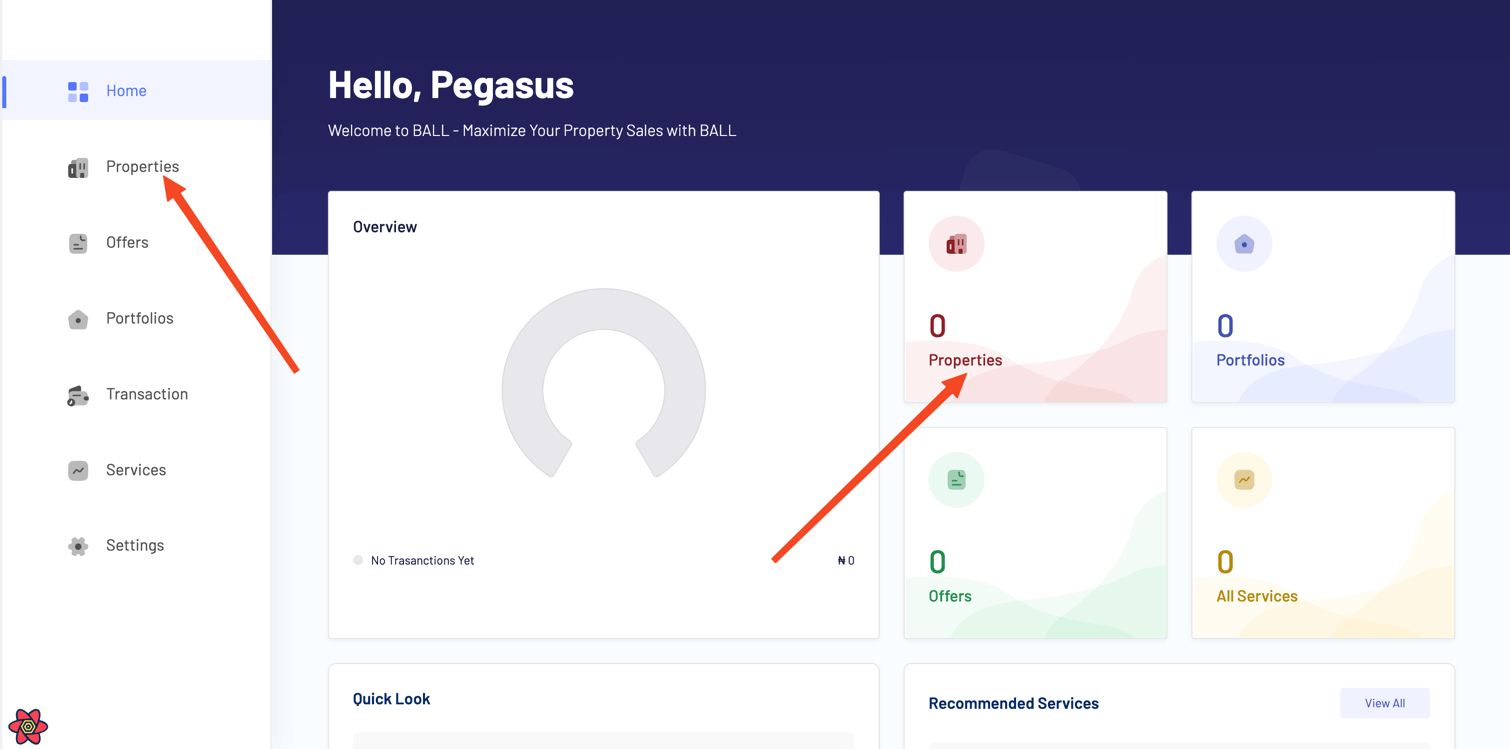 Home
Properties
Offers
Portfolios
Transaction
Services
Settings
Hello, Pegasus
Welcome to BALL - Maximize Your Property Sales with BALL
Overview
No Trasanctions Yet
₦ 0
0
Properties
0
Portfolios
0
Offers
0
All Services
Quick Look
Recommended Services
View All